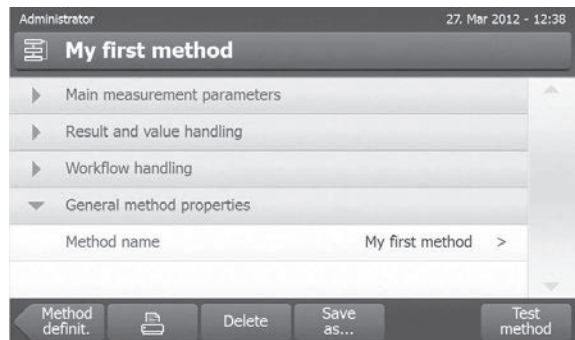 Administrator 27. Mar 2012 - 12:38
My first method
Main measurement parameters
Result and value handling
Workflow handling
General method properties
Method name My first method >
Method
definit.
Delete
Save
as...
Test
method